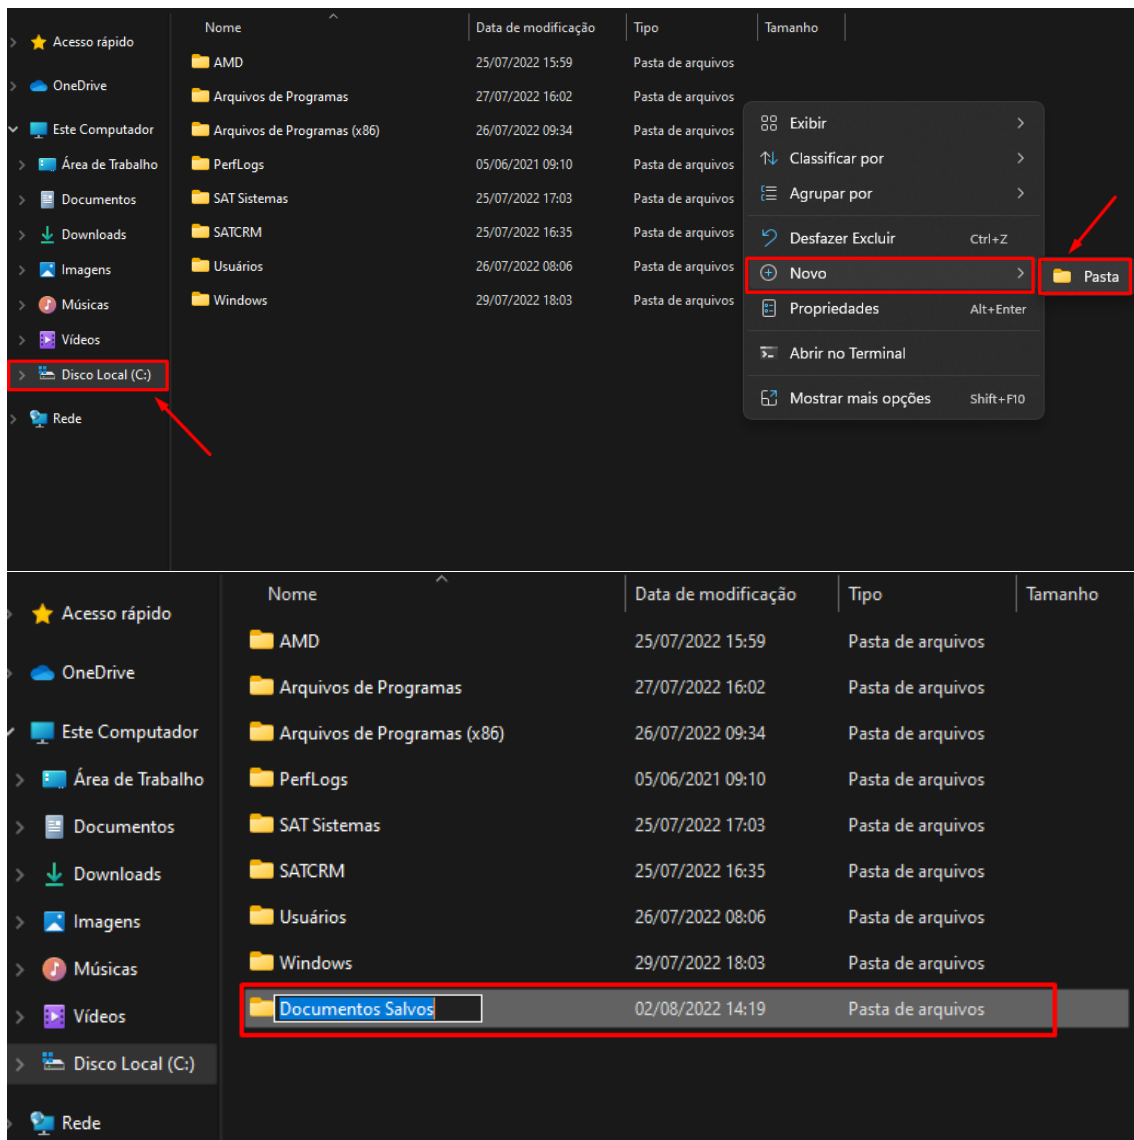 Nome Data de modificação Tipo Tamanho
Acesso rápido
OneDrive
Este Computador
Área de Trabalho
Documentos
Downloads
Imagens
Músicas
Vídeos
Disco Local (C:)
Rede
AMD 25/07/2022 15:59 Pasta de arquivos
Arquivos de Programas 27/07/2022 16:02 Pasta de arquivos
Arquivos de Programas (x86) 26/07/2022 09:34 Pasta de arquivos
PerfLogs 05/06/2021 09:10 Pasta de arquivos
SAT Sistemas 25/07/2022 17:03 Pasta de arquivos
SATCRM 25/07/2022 16:35 Pasta de arquivos
Usuários 26/07/2022 08:06 Pasta de arquivos
Windows 29/07/2022 18:03 Pasta de arquivos
Exibir
Classificar por
Agrupar por
Desfazer Excluir Ctrl+Z
Novo
Pasta
Propriedades Alt+Enter
Abrir no Terminal
Mostrar mais opções Shift+F10
Nome Data de modificação Tipo Tamanho
Acesso rápido
OneDrive
Este Computador
Área de Trabalho
Documentos
Downloads
Imagens
Músicas
Vídeos
Disco Local (C:)
Rede
AMD 25/07/2022 15:59 Pasta de arquivos
Arquivos de Programas 27/07/2022 16:02 Pasta de arquivos
Arquivos de Programas (x86) 26/07/2022 09:34 Pasta de arquivos
PerfLogs 05/06/2021 09:10 Pasta de arquivos
SAT Sistemas 25/07/2022 17:03 Pasta de arquivos
SATCRM 25/07/2022 16:35 Pasta de arquivos
Usuários 26/07/2022 08:06 Pasta de arquivos
Windows 29/07/2022 18:03 Pasta de arquivos
Documentos Salvos 02/08/2022 14:19 Pasta de arquivos